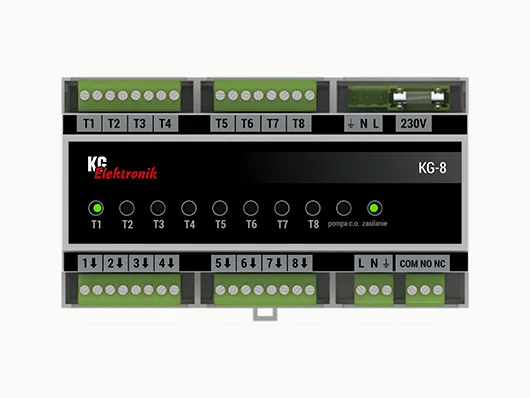 T1 T2 T3 T4 T5 T6 T7 T8 ⏚ N L 230V
KG
Elektronik
KG-8
T1 T2 T3 T4 T5 T6 T7 T8 pompa c.o. zasilanie
1⬇ 2⬇ 3⬇ 4⬇ 5⬇ 6⬇ 7⬇ 8⬇ L N ⏚ COM NO NC